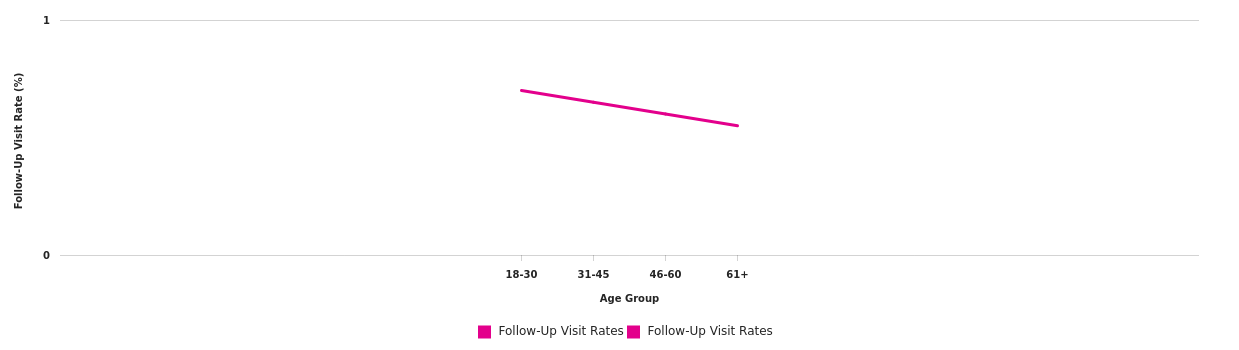 1
Follow-Up Visit Rate (%)
0
18-30 31-45 46-60 61+
Age Group
Follow-Up Visit Rates Follow-Up Visit Rates